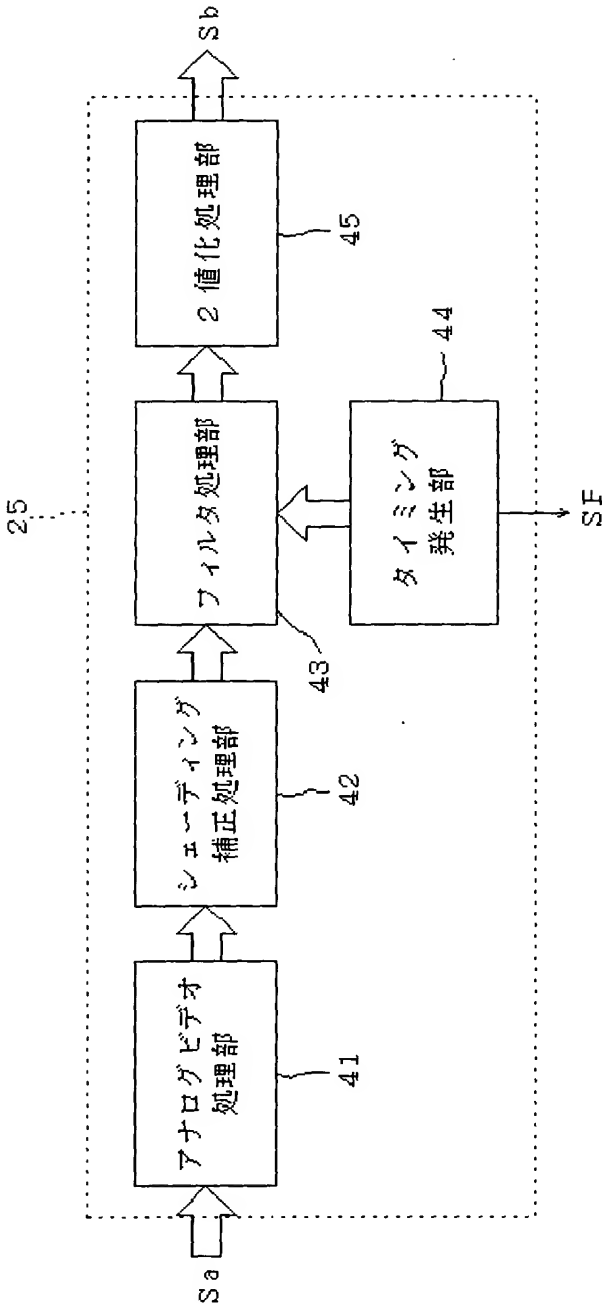 25
Sa
アナログビデオ
処理部
41
シェーディング
補正処理部
42
フィルタ処理部
43
タイミング
発生部
44
SF
2値化処理部
45
Sb